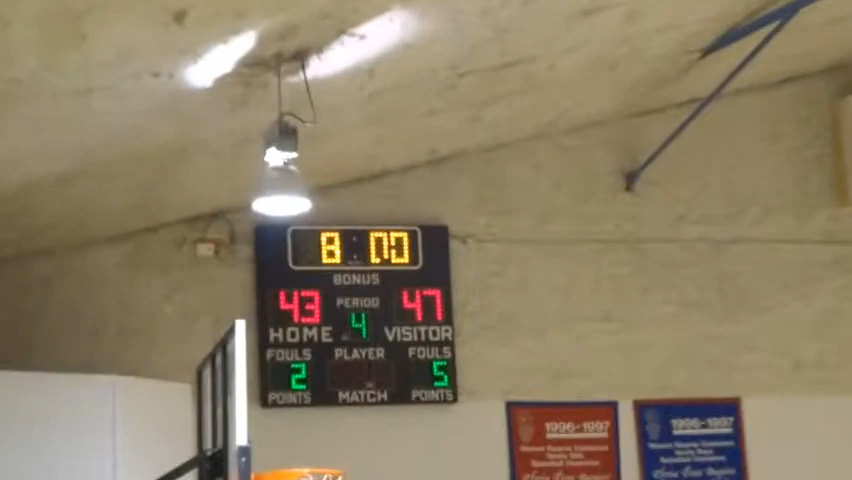 8:00
BONUS
43 PERIOD 47
HOME 4 VISITOR
FOULS PLAYER FOULS
2 5
POINTS MATCH POINTS
1996-1997 1996-1997